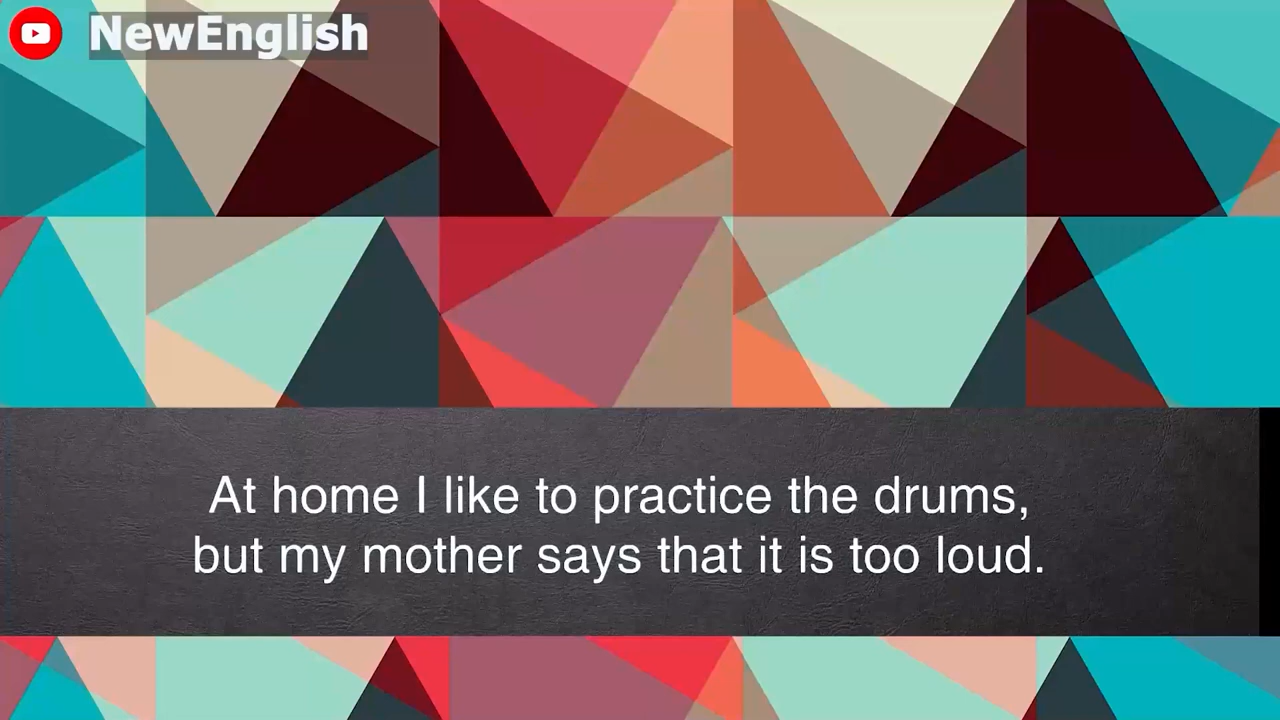 NewEnglish
At home I like to practice the drums,
but my mother says that it is too loud.